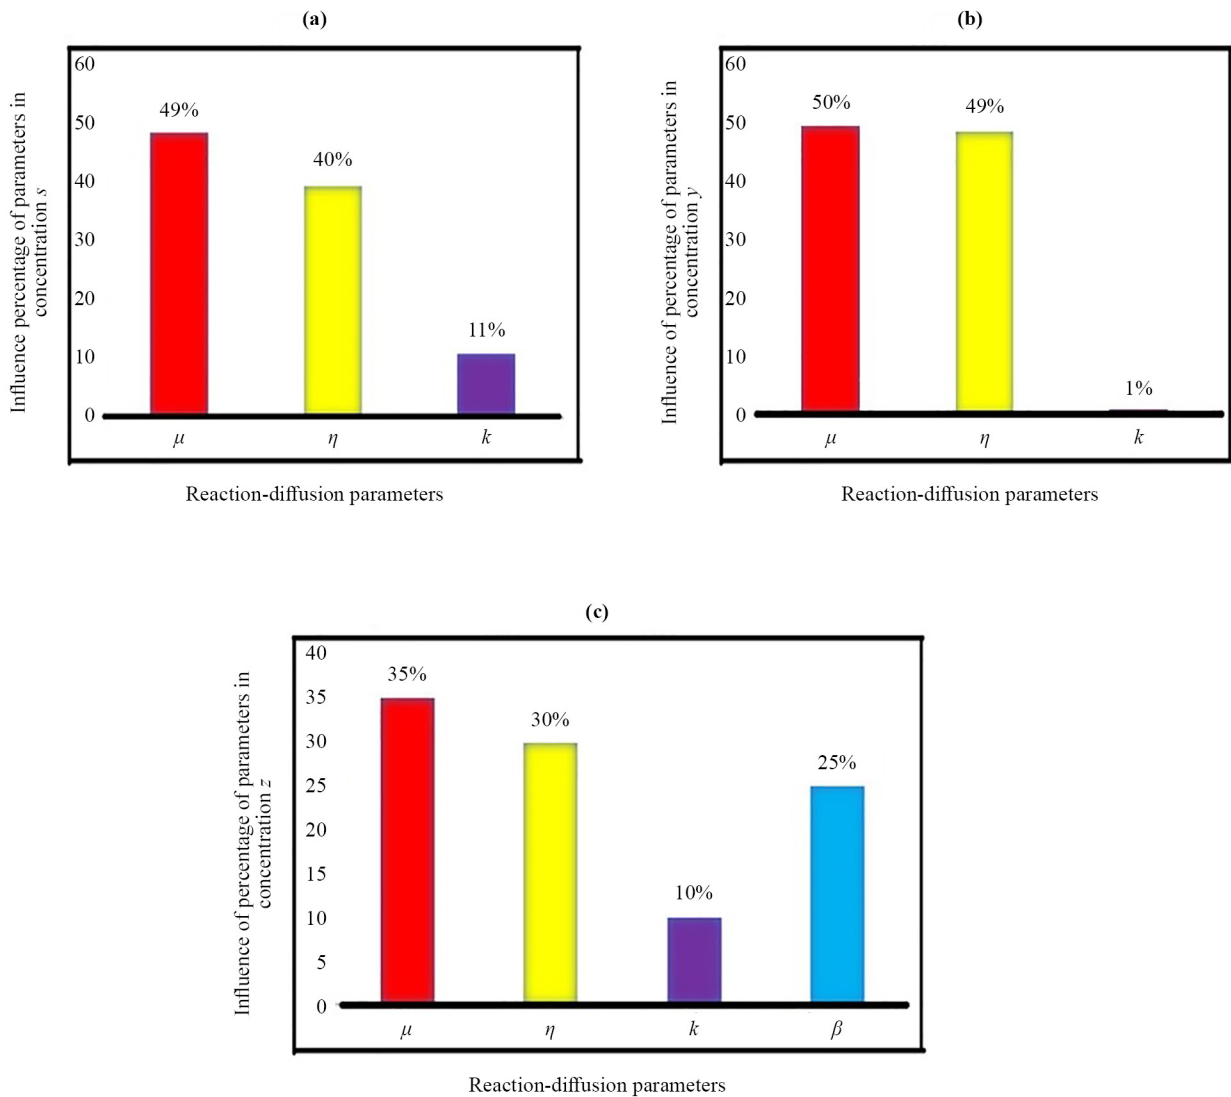 (a)
Influence percentage of parameters in
concentration s
60
50
40
30
20
10
0
49%
40%
11%
μ η k
Reaction-diffusion parameters
(b)
Influence of percentage of parameters in
concentration y
60
50
40
30
20
10
0
50%
49%
1%
μ η k
Reaction-diffusion parameters
(c)
Influence of percentage of parameters in
concentration z
40
35
30
25
20
15
10
5
0
35%
30%
10%
25%
μ η k β
Reaction-diffusion parameters